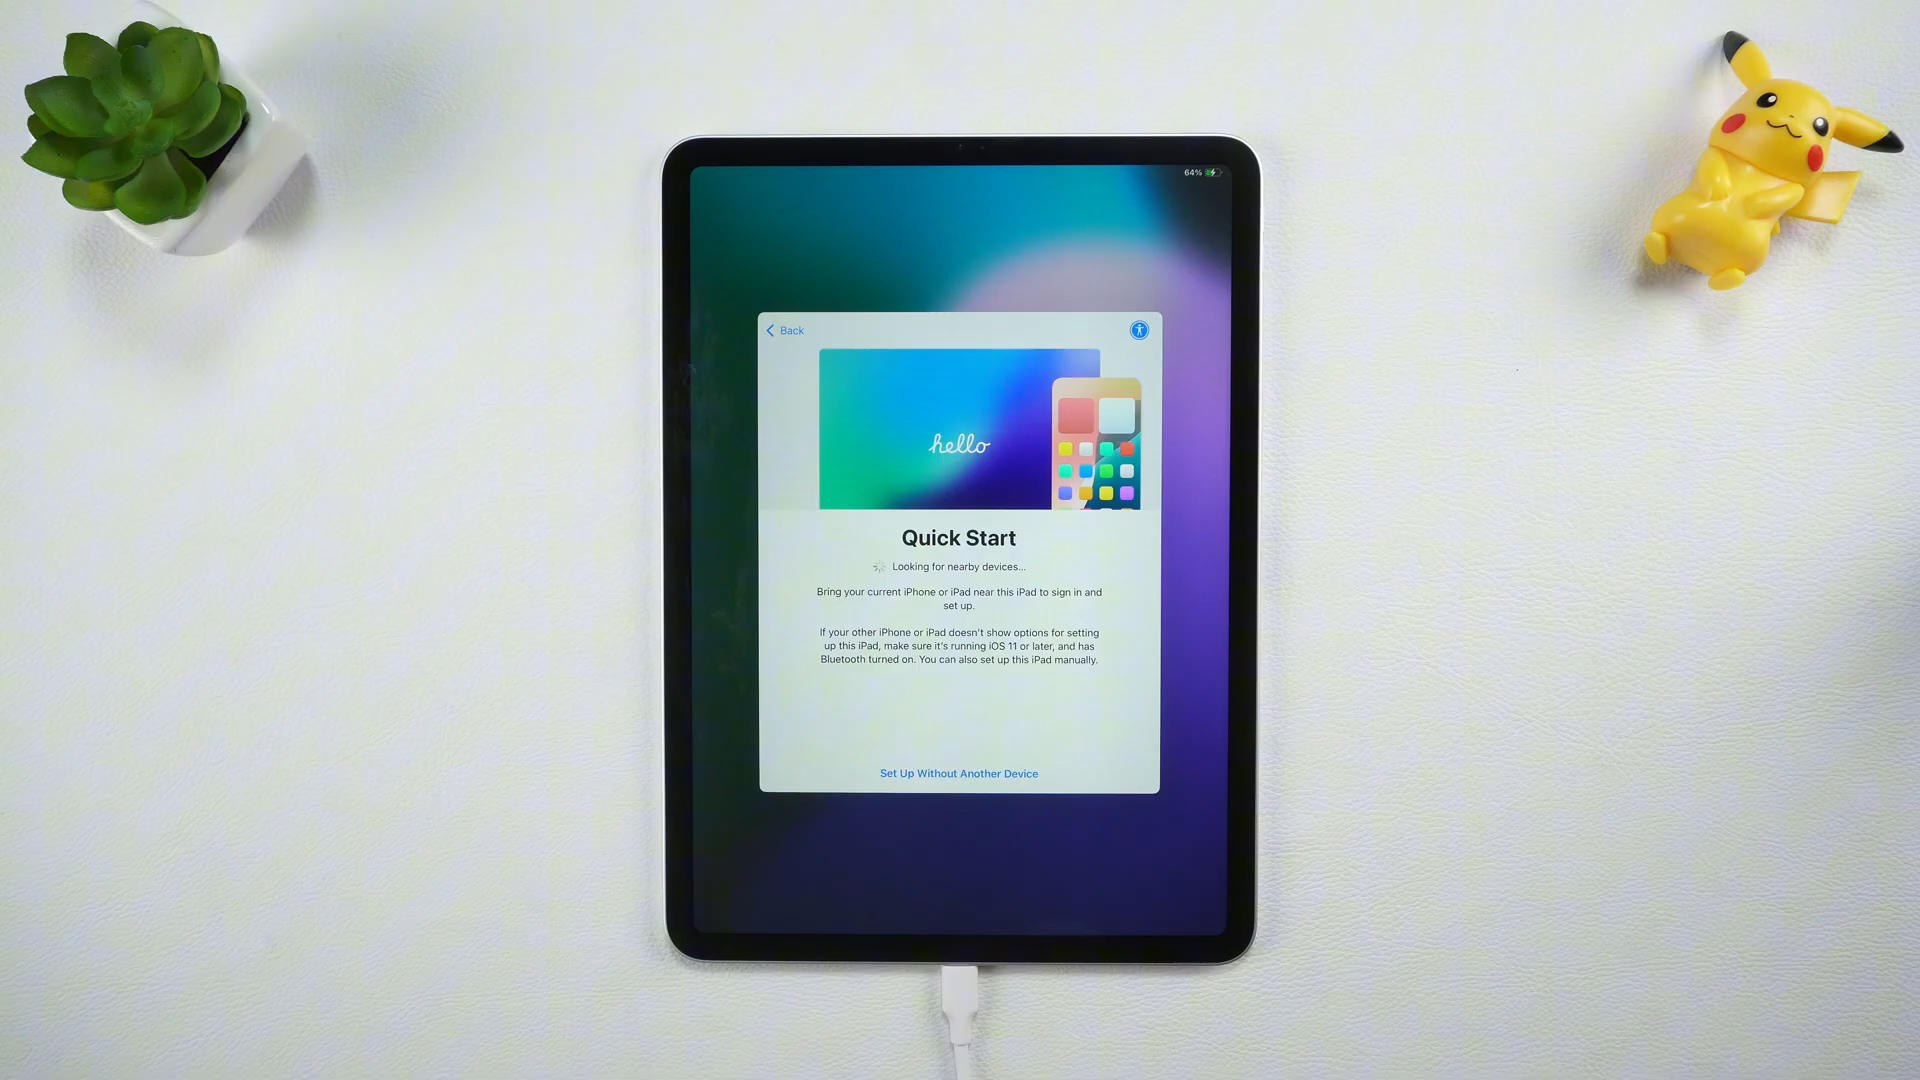 64%
Back
hello
Quick Start
Looking for nearby devices...
Bring your current iPhone or iPad near this iPad to sign in and
set up.
If your other iPhone or iPad doesn't show options for setting
up this iPad, make sure it's running iOS 11 or later, and has
Bluetooth turned on. You can also set up this iPad manually.
Set Up Without Another Device